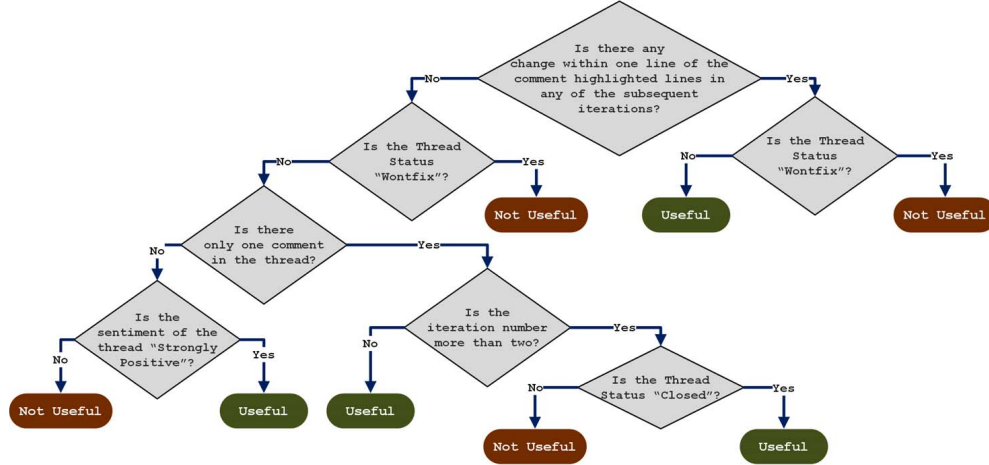 Is there any
change within one line of the
comment highlighted lines in
any of the subsequent
iterations?
No
Yes
Is the Thread
Status
“Wontfix”?
No
Yes
Not Useful
Is the Thread
Status
“Wontfix”?
No
Yes
Useful
Not Useful
Is there
only one comment
in the thread?
No
Yes
Is the
sentiment of the
thread “Strongly
Positive”?
No
Yes
Not Useful
Useful
Is the
iteration number
more than two?
No
Yes
Useful
Is the Thread
Status “Closed”?
No
Yes
Not Useful
Useful